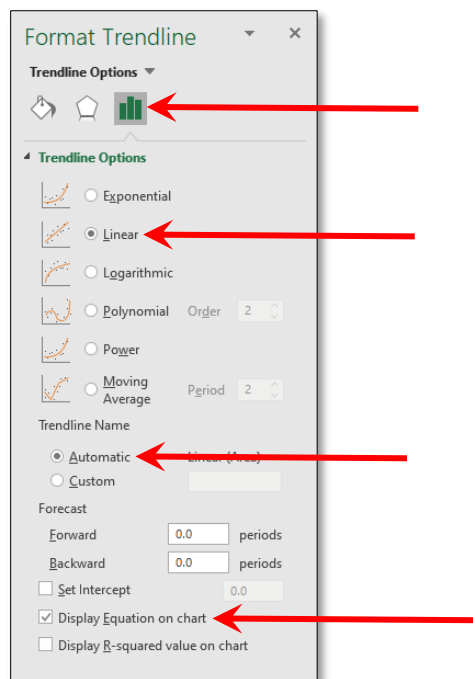 Format Trendline
Trendline Options
Trendline Options
Exponential
Linear
Logarithmic
Polynomial Order 2
Power
Moving Average Period 2
Trendline Name
Automatic Linear (Area)
Custom
Forecast
Forward 0.0 periods
Backward 0.0 periods
Set Intercept 0.0
Display Equation on chart
Display R-squared value on chart